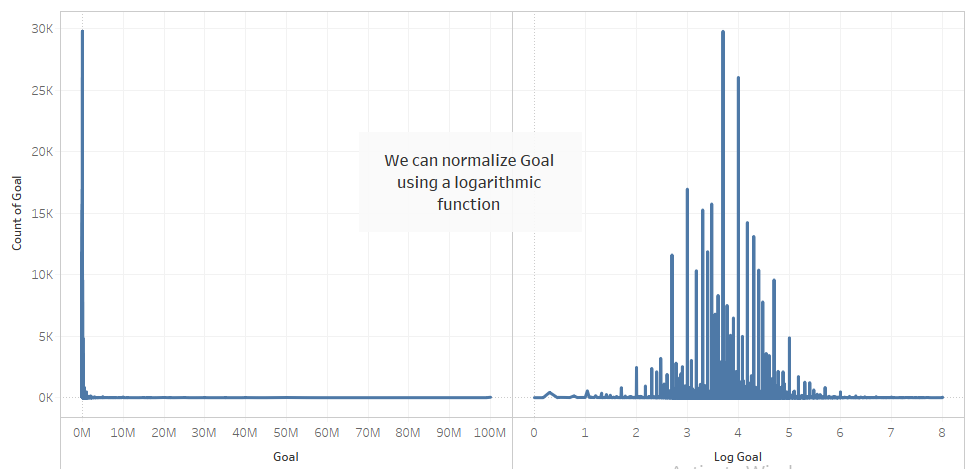 30K
25K
20K
15K
10K
5K
0K
Count of Goal
We can normalize Goal
using a logarithmic
function
0M 10M 20M 30M 40M 50M 60M 70M 80M 90M 100M
0 1 2 3 4 5 6 7 8
Goal
Log Goal